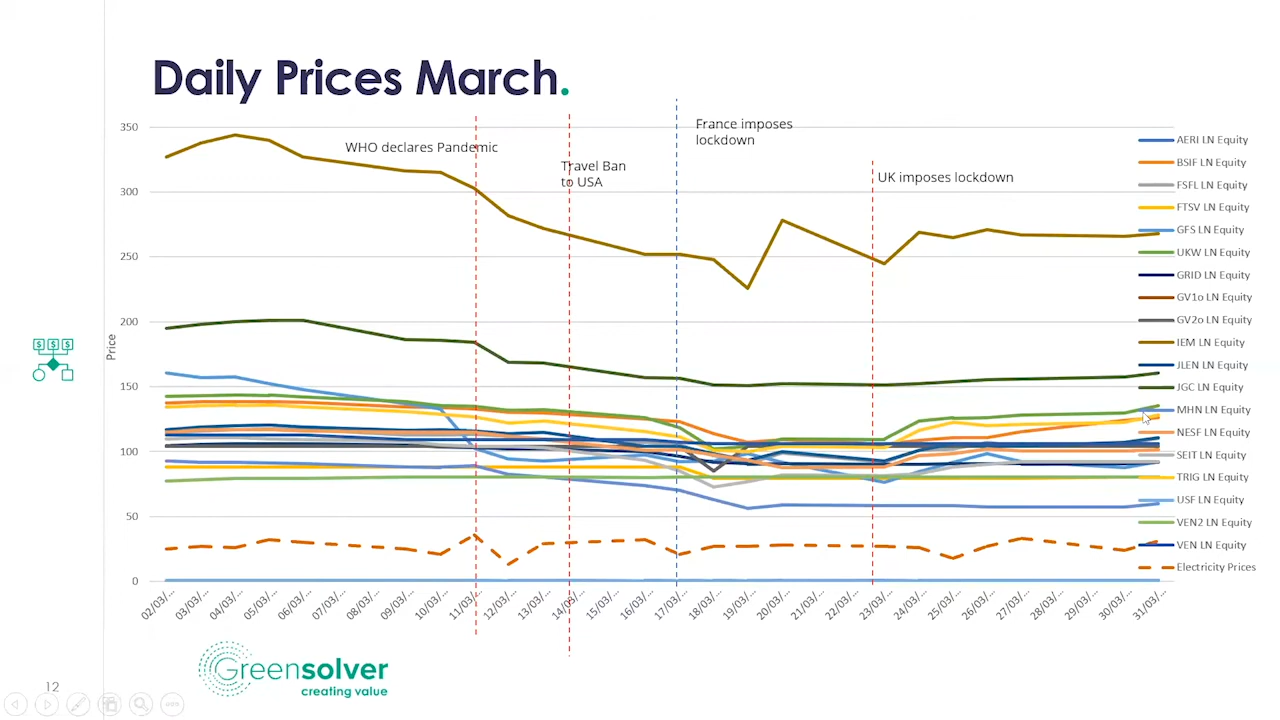 Daily Prices March.
France imposes
lockdown
WHO declares Pandemic
Travel Ban
to USA
UK imposes lockdown
350
300
250
200
150
100
50
0
Price
02/03/...
03/03/...
04/03/...
05/03/...
06/03/...
07/03/...
08/03/...
09/03/...
10/03/...
11/03/...
12/03/...
13/03/...
14/03/...
15/03/...
16/03/...
17/03/...
18/03/...
19/03/...
20/03/...
21/03/...
22/03/...
23/03/...
24/03/...
25/03/...
26/03/...
27/03/...
28/03/...
29/03/...
30/03/...
31/03/...
AERI LN Equity
BSIF LN Equity
FSFL LN Equity
FTSV LN Equity
GFS LN Equity
UKW LN Equity
GRID LN Equity
GV1o LN Equity
GV2o LN Equity
IEM LN Equity
JLEN LN Equity
JGC LN Equity
MHN LN Equity
NESF LN Equity
SEIT LN Equity
TRIG LN Equity
USF LN Equity
VEN2 LN Equity
VEN LN Equity
Electricity Prices
Greensolver
creating value
12